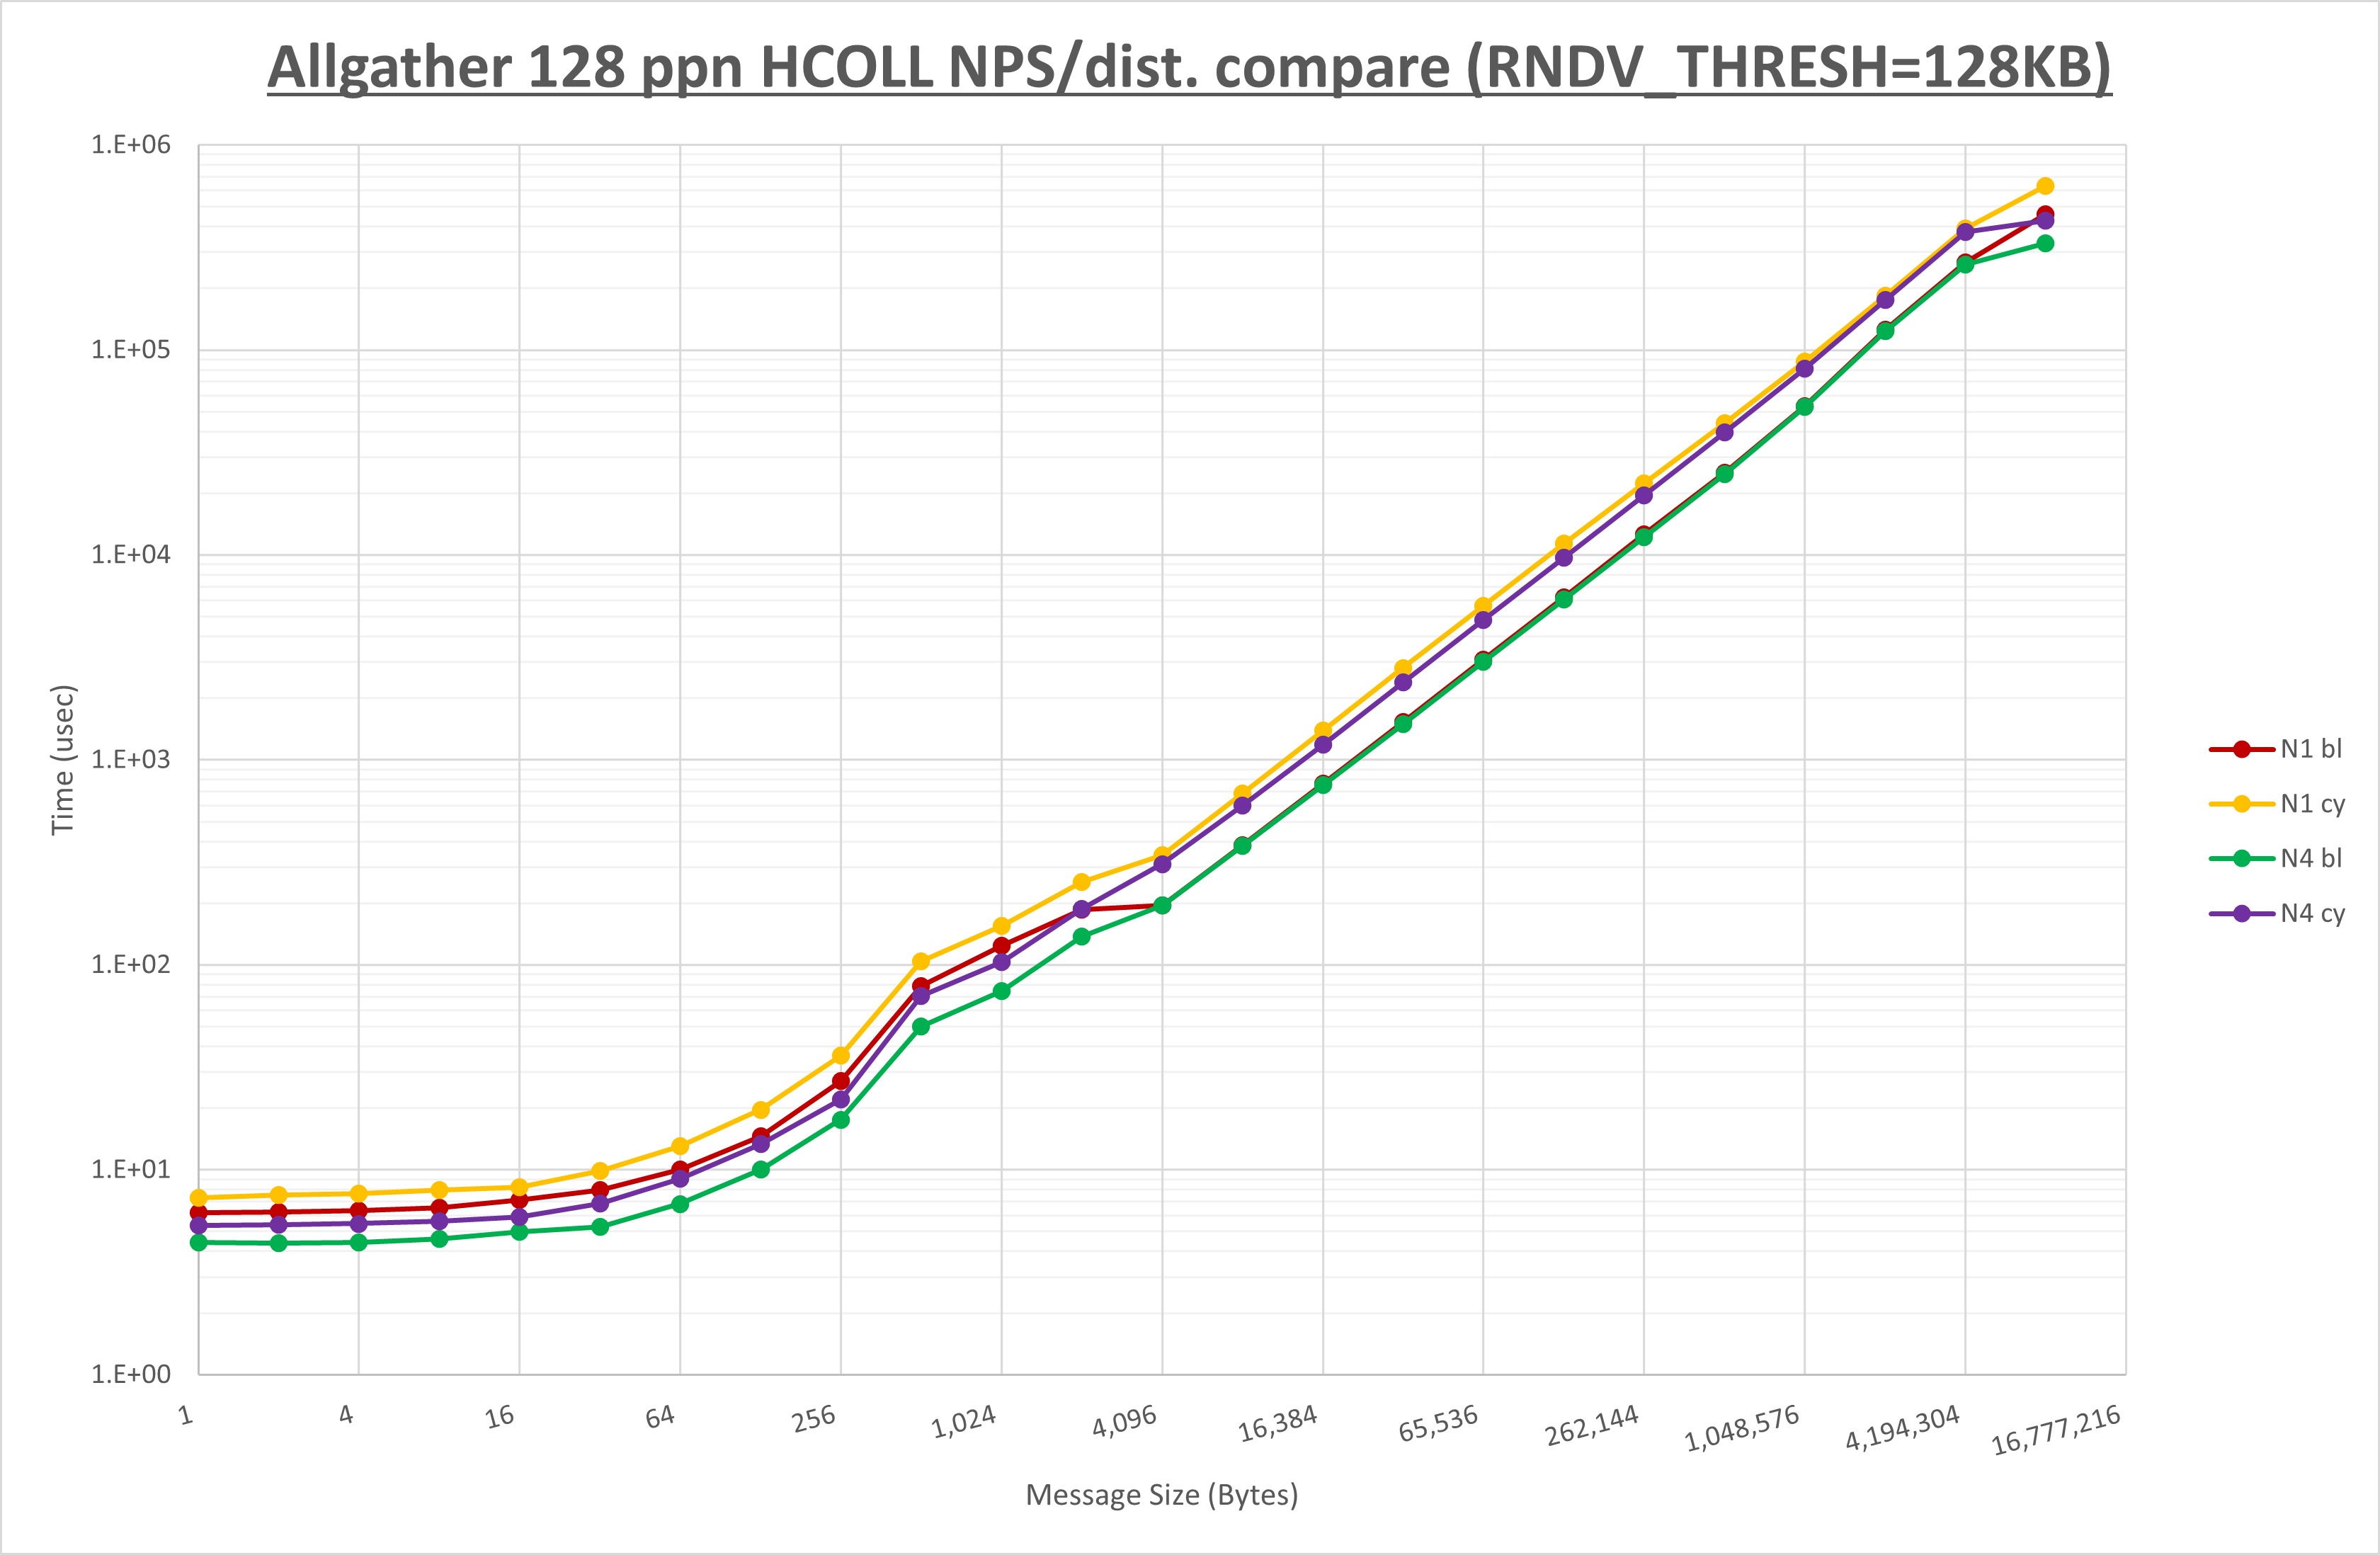 Allgather 128 ppn HCOLL NPS/dist. compare (RNDV_THRESH=128KB)
1.E+06
1.E+05
1.E+04
1.E+03
1.E+02
1.E+01
1.E+00
Time (usec)
N1 bl
N1 cy
N4 bl
N4 cy
1
4
16
64
256
1,024
4,096
16,384
65,536
262,144
1,048,576
4,194,304
16,777,216
Message Size (Bytes)